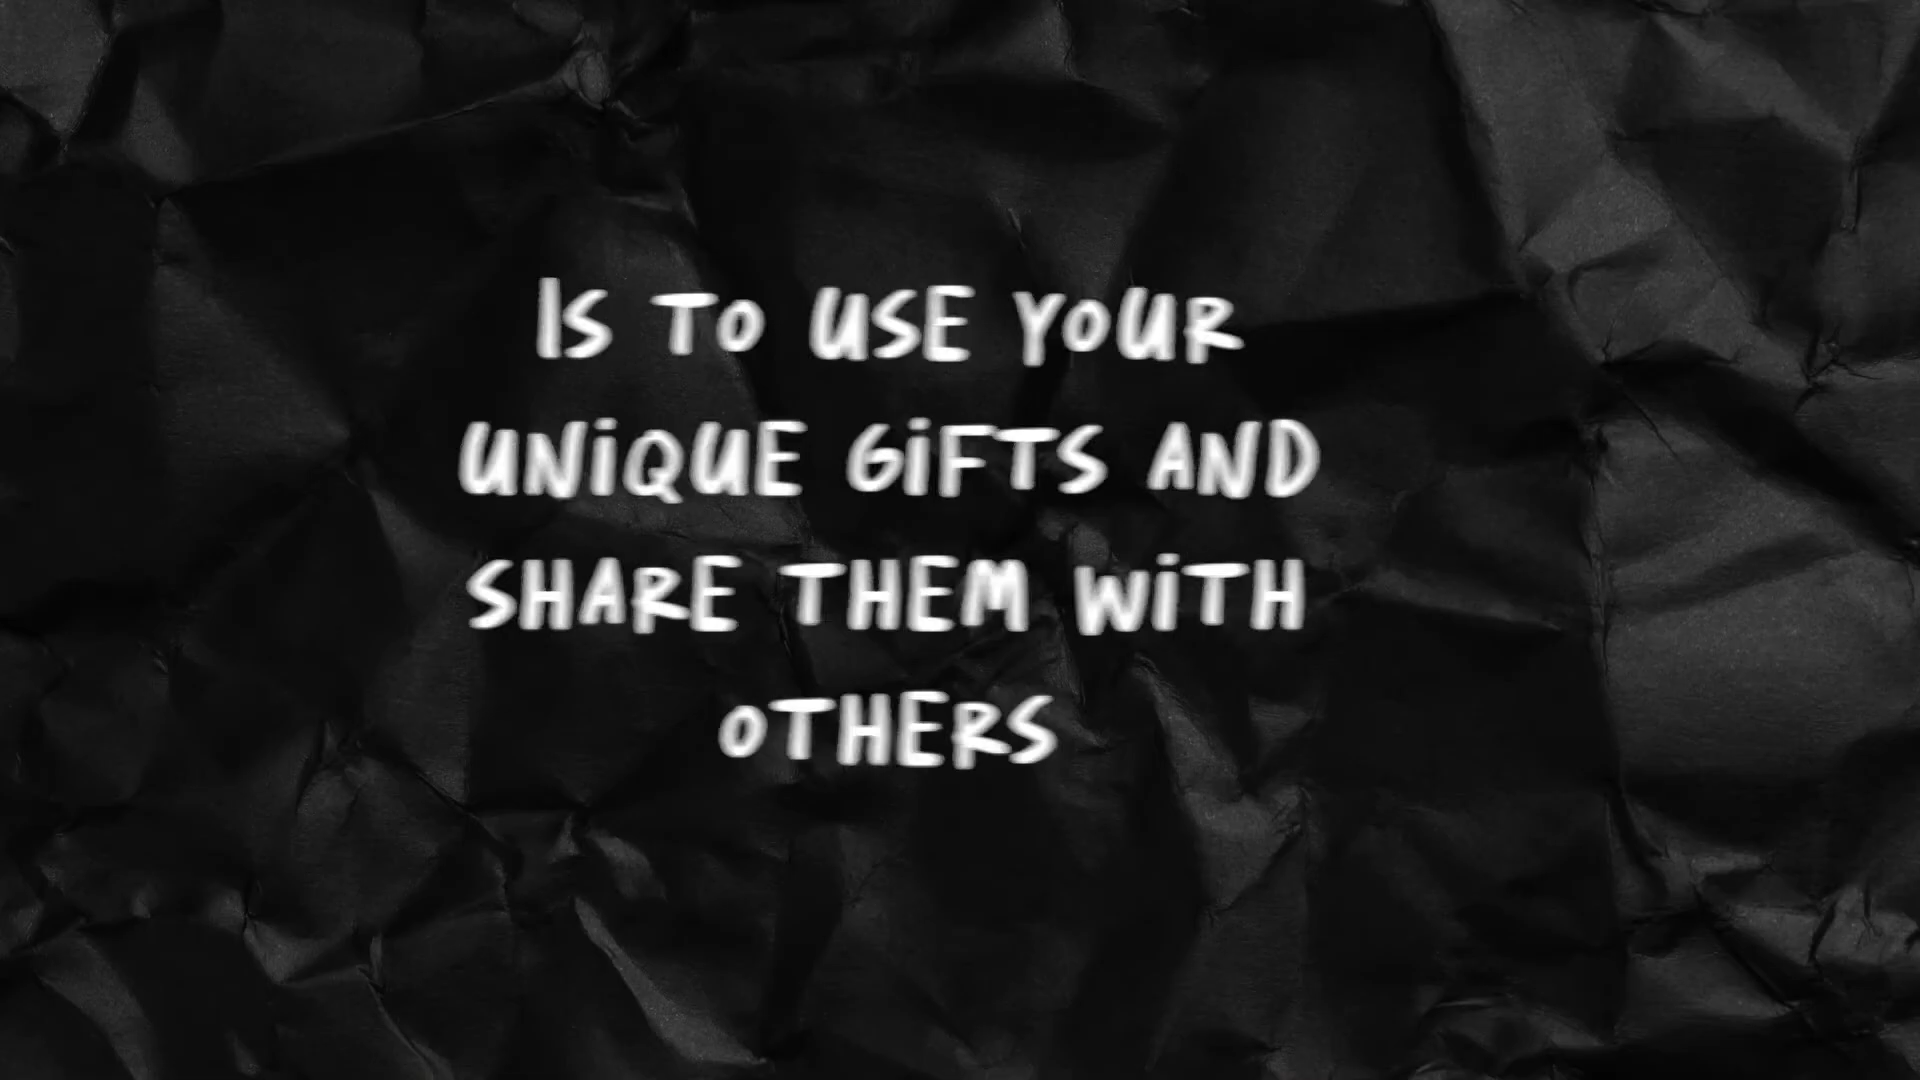 IS TO USE YOUR
UNIQUE GIFTS AND
SHARE THEM WITH
OTHERS